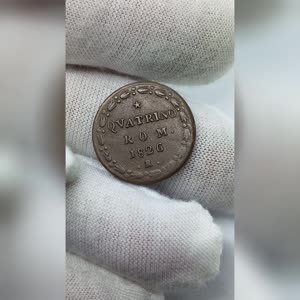 QVATRINO
ROM.
1826
R.